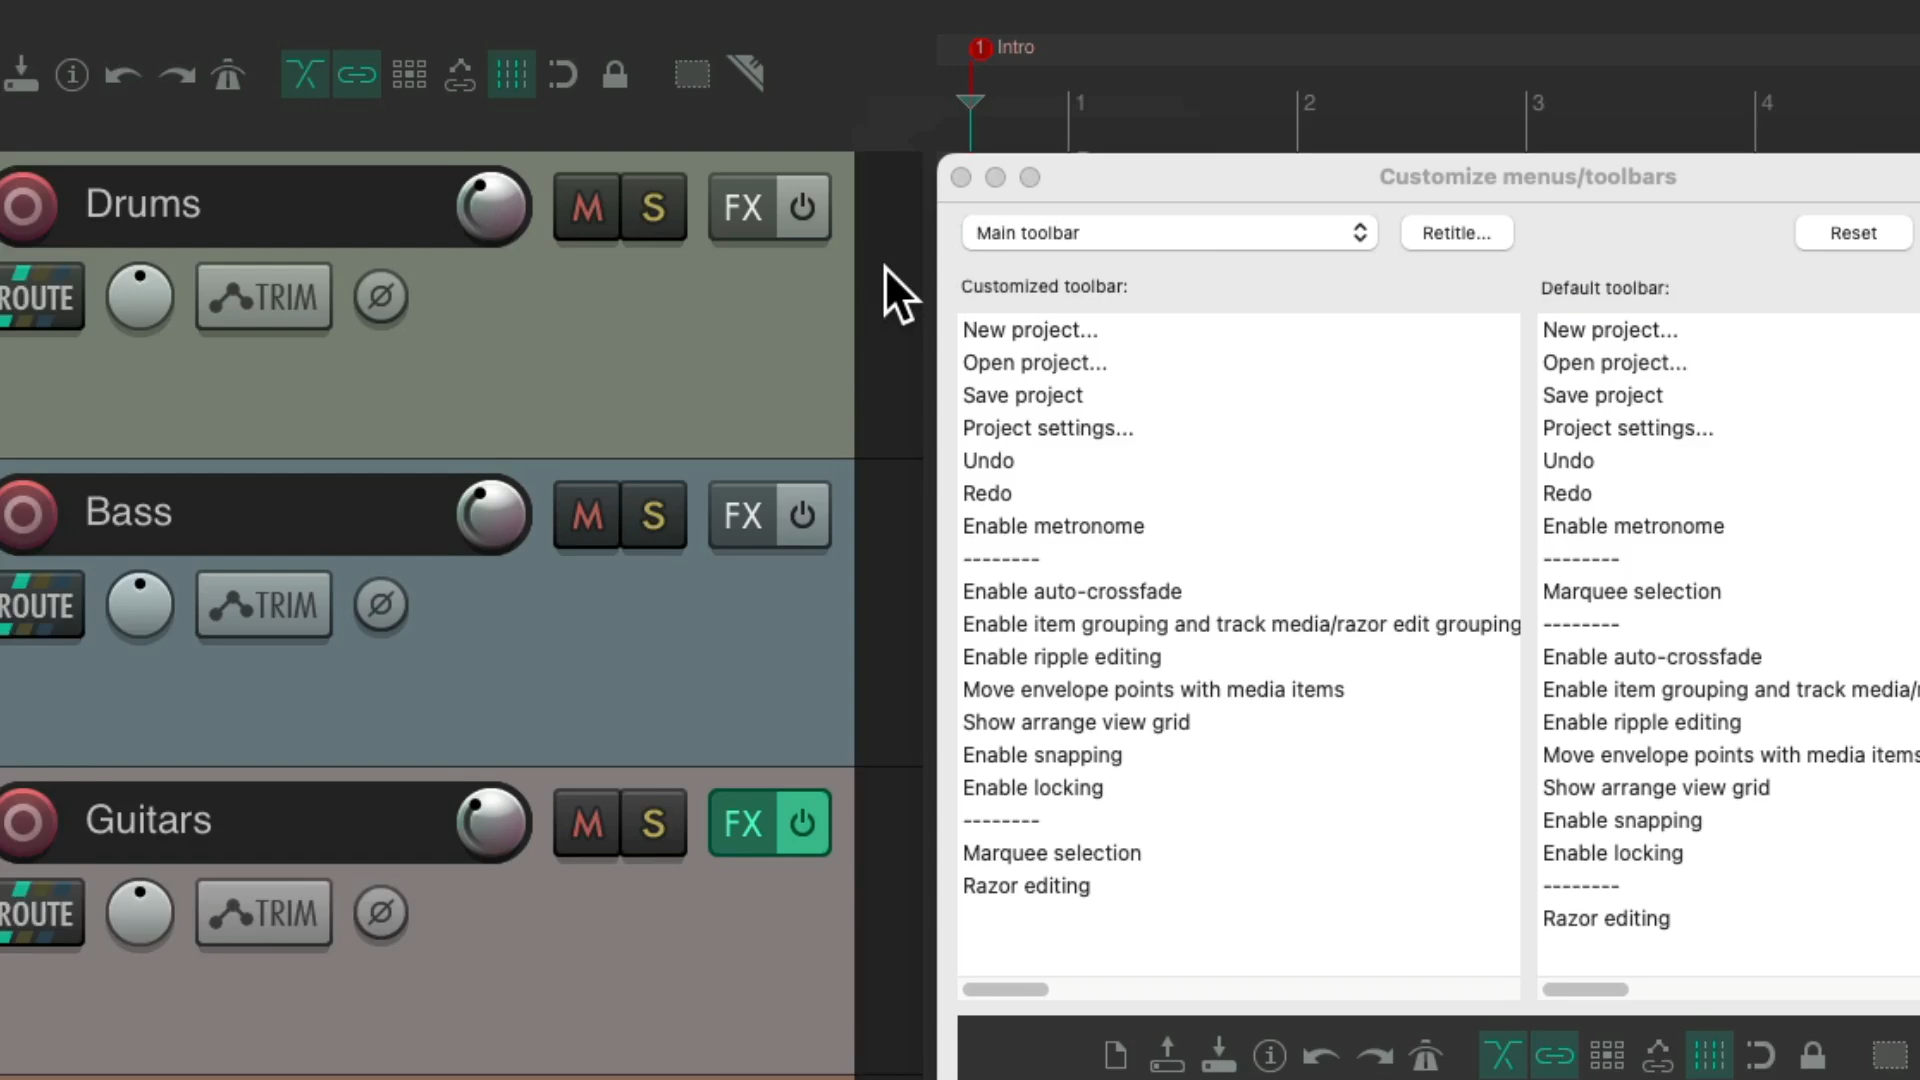 1 Intro
1 2 3 4
Drums M S FX
ROUTE TRIM
Bass M S FX
ROUTE TRIM
Guitars M S FX
ROUTE TRIM
Customize menus/toolbars
Main toolbar Retitle... Reset
Customized toolbar:
New project...
Open project...
Save project
Project settings...
Undo
Redo
Enable metronome
--------
Enable auto-crossfade
Enable item grouping and track media/razor edit grouping
Enable ripple editing
Move envelope points with media items
Show arrange view grid
Enable snapping
Enable locking
--------
Marquee selection
Razor editing
Default toolbar:
New project...
Open project...
Save project
Project settings...
Undo
Redo
Enable metronome
--------
Marquee selection
--------
Enable auto-crossfade
Enable item grouping and track media/
Enable ripple editing
Move envelope points with media items
Show arrange view grid
Enable snapping
Enable locking
--------
Razor editing